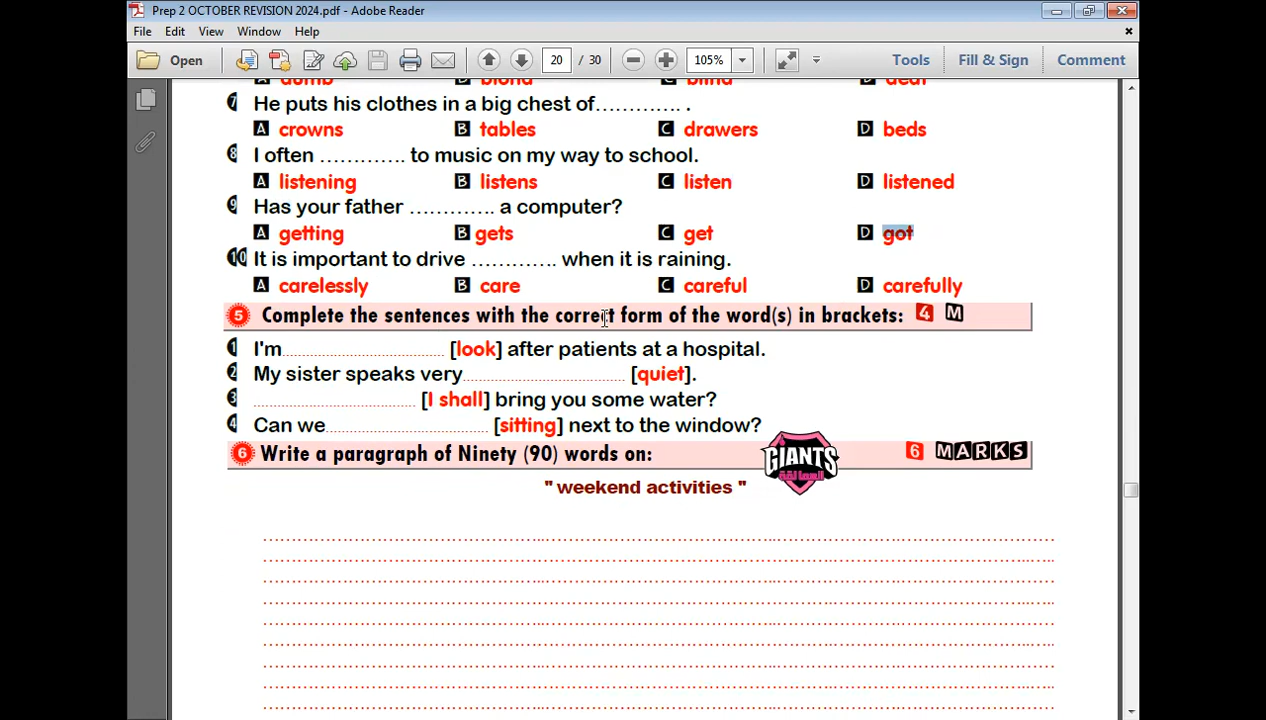 Prep 2 OCTOBER REVISION 2024.pdf - Adobe Reader
File Edit View Window Help
Open 20 / 30 105% Tools Fill & Sign Comment
A dumb B blond C blind D deaf
7 He puts his clothes in a big chest of…………. .
A crowns B tables C drawers D beds
8 I often …………. to music on my way to school.
A listening B listens C listen D listened
9 Has your father …………. a computer?
A getting B gets C get D got
10 It is important to drive …………. when it is raining.
A carelessly B care C careful D carefully
5 Complete the sentences with the correct form of the word(s) in brackets: 4 M
1 I'm........................................ [look] after patients at a hospital.
2 My sister speaks very........................................ [quiet].
3 ........................................ [I shall] bring you some water?
4 Can we........................................ [sitting] next to the window?
6 Write a paragraph of Ninety (90) words on: 6 MARKS
GIANTS
العمالقة
" weekend activities "